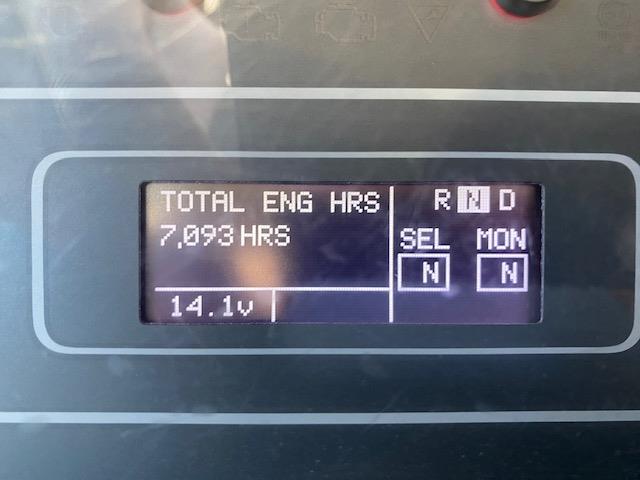 TOTAL ENG HRS
7,093 HRS
14.1v
R N D
SEL MON
N N